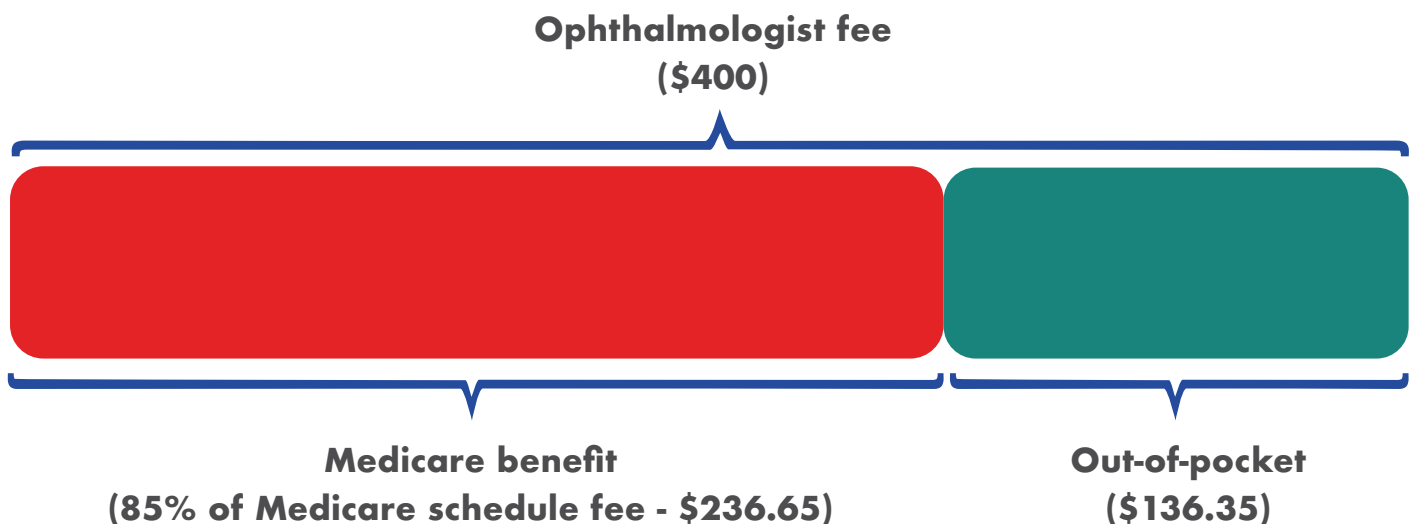 Ophthalmologist fee
($400)
Medicare benefit
(85% of Medicare schedule fee - $236.65)
Out-of-pocket
($136.35)